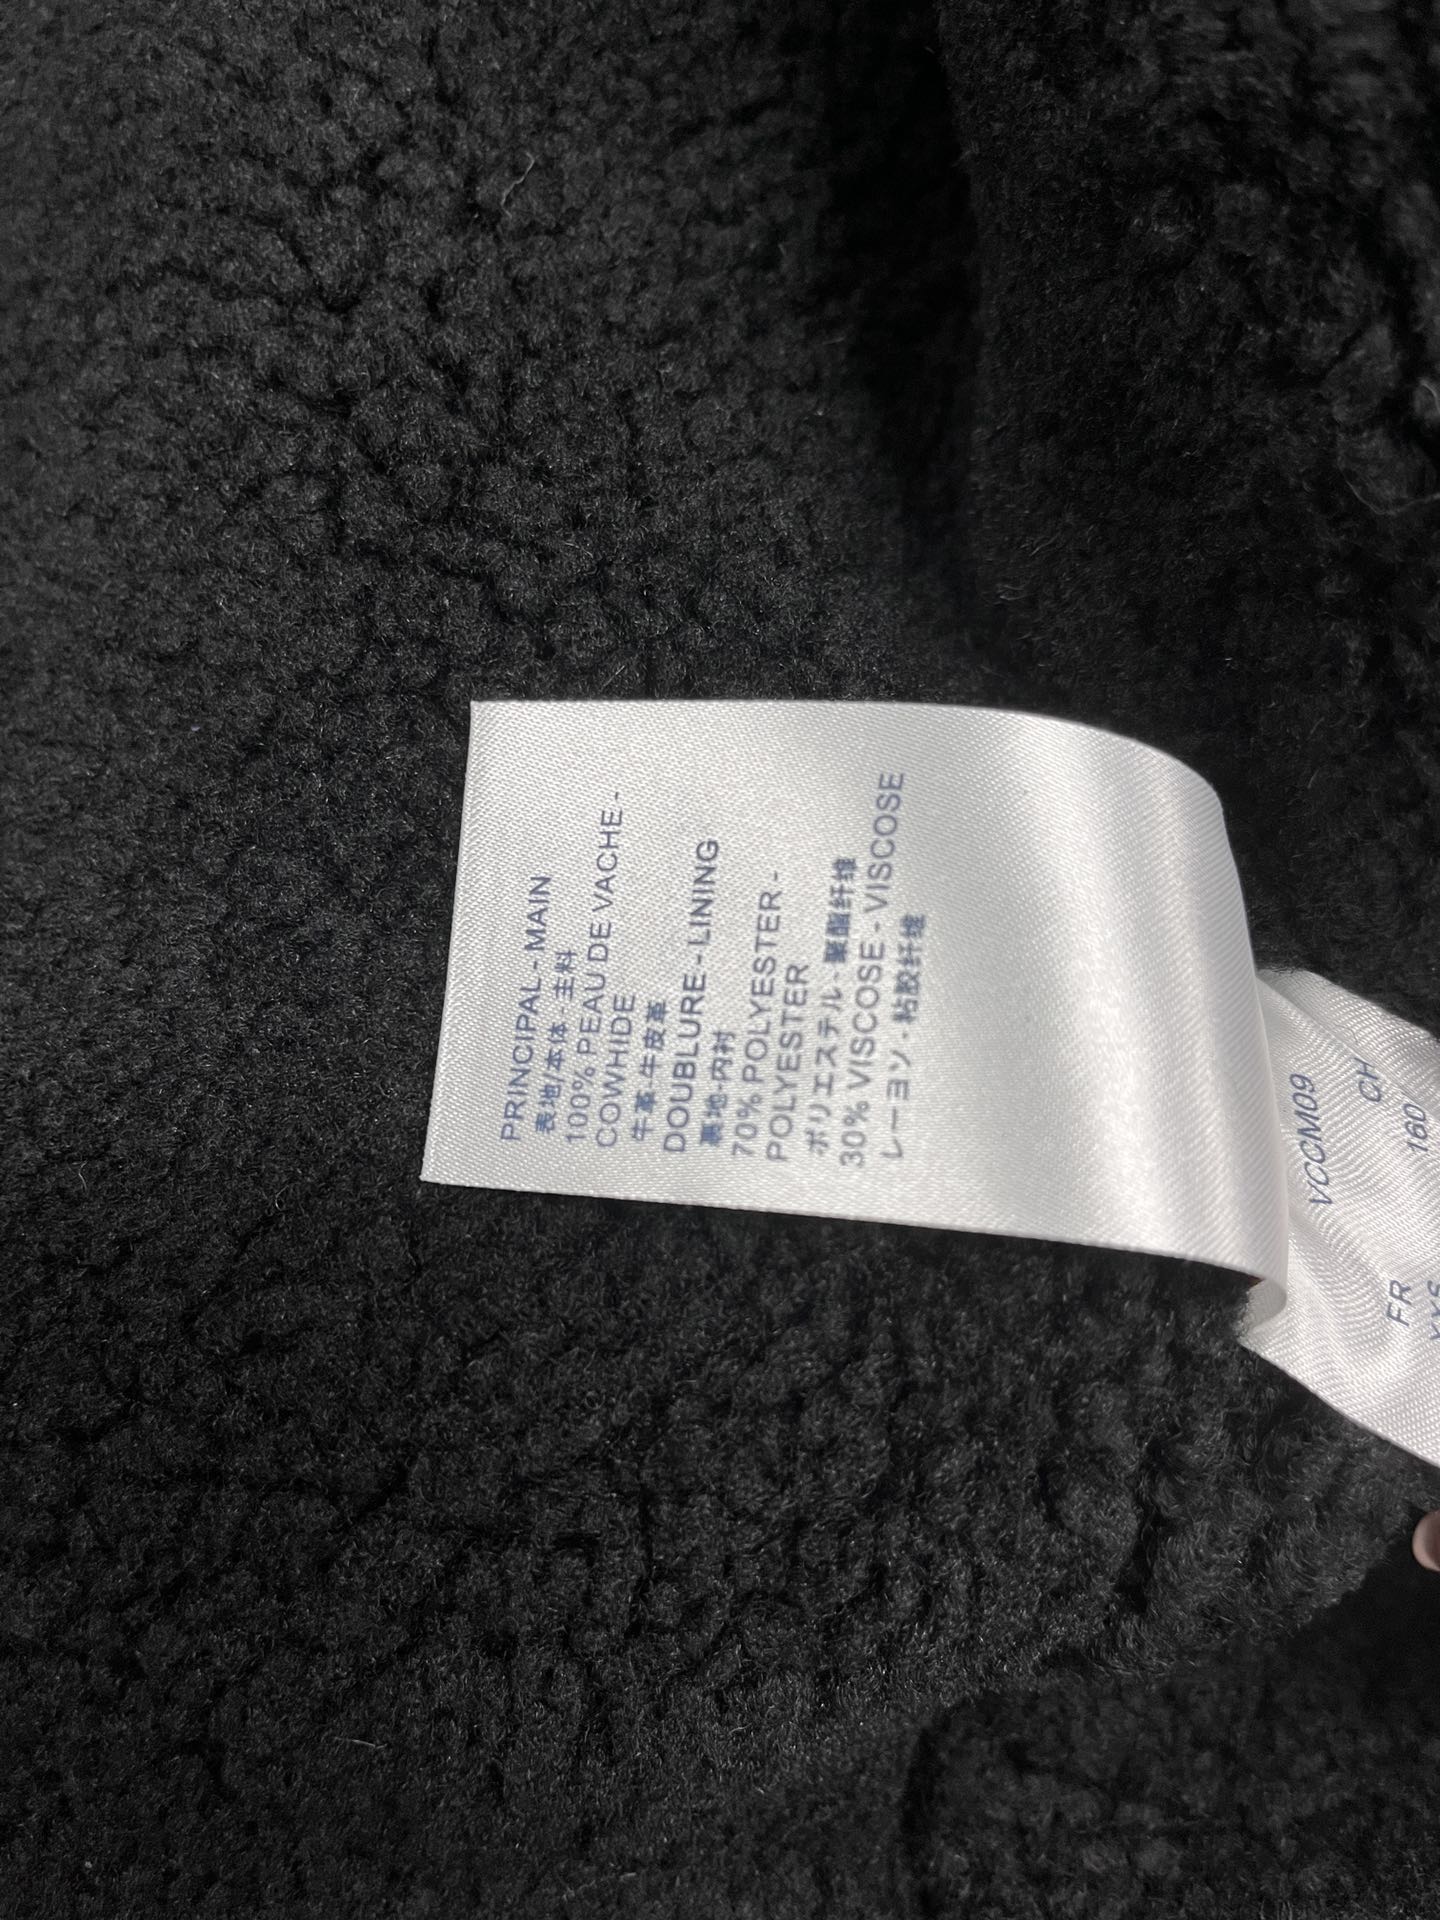 PRINCIPAL - MAIN
表地/本体 - 主料
100% PEAU DE VACHE -
COWHIDE
牛革 - 牛皮革
DOUBLURE - LINING
裏地 - 内衬
70% POLYESTER -
POLYESTER
ポリエステル - 聚酯纤维
30% VISCOSE - VISCOSE
レーヨン - 粘胶纤维
VCCM09
CH
160
FR